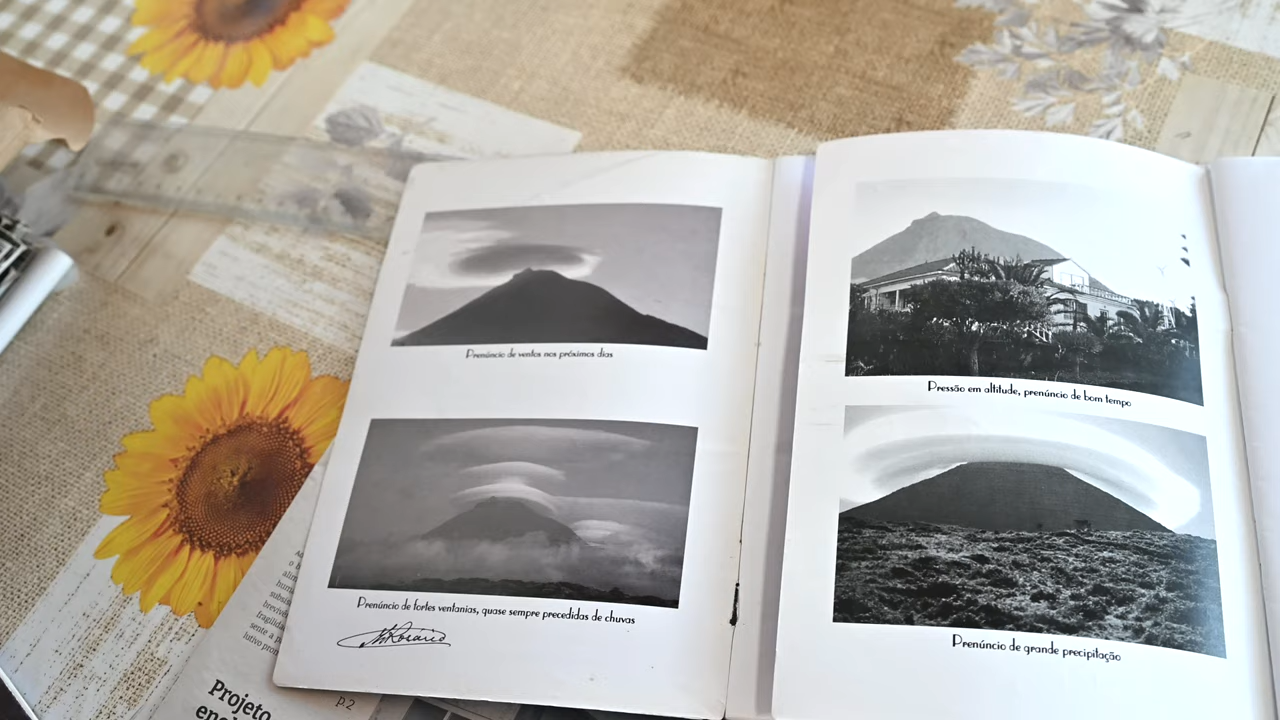 Prenúncio de ventos nos próximos dias
Prenúncio de fortes ventanias, quase sempre precedidas de chuvas
Pressão em altitude, prenúncio de bom tempo
Prenúncio de grande precipitação
Projeto
p.2